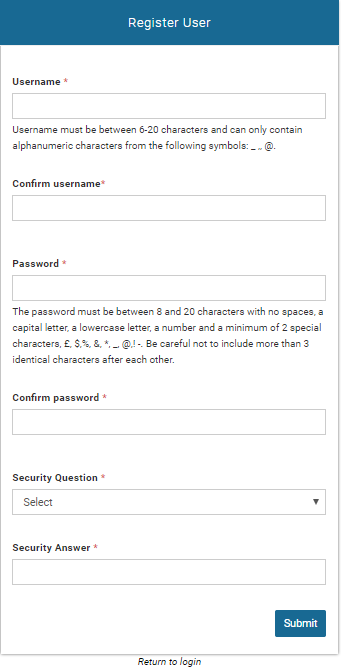 Register User
Username *
Username must be between 6-20 characters and can only contain
alphanumeric characters from the following symbols: _ ., @.
Confirm username*
Password *
The password must be between 8 and 20 characters with no spaces, a
capital letter, a lowercase letter, a number and a minimum of 2 special
characters, £, $,%, &, *, _, @,! -. Be careful not to include more than 3
identical characters after each other.
Confirm password *
Security Question *
Select ▼
Security Answer *
Submit
Return to login